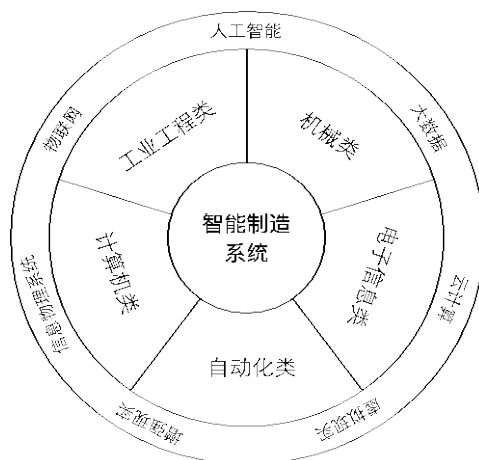 人工智能
大数据
云计算
虚拟现实
增强现实
信息物理系统
物联网
机械类
电子信息类
自动化类
计算机类
工业工程类
智能制造
系统